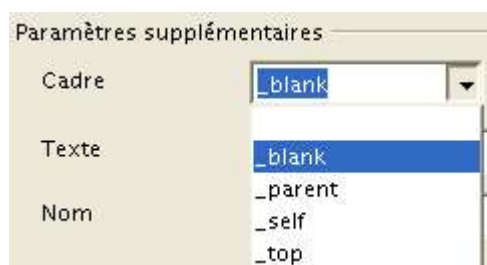 Paramètres supplémentaires
Cadre
_blank
Texte
_blank
_parent
Nom
_self
_top